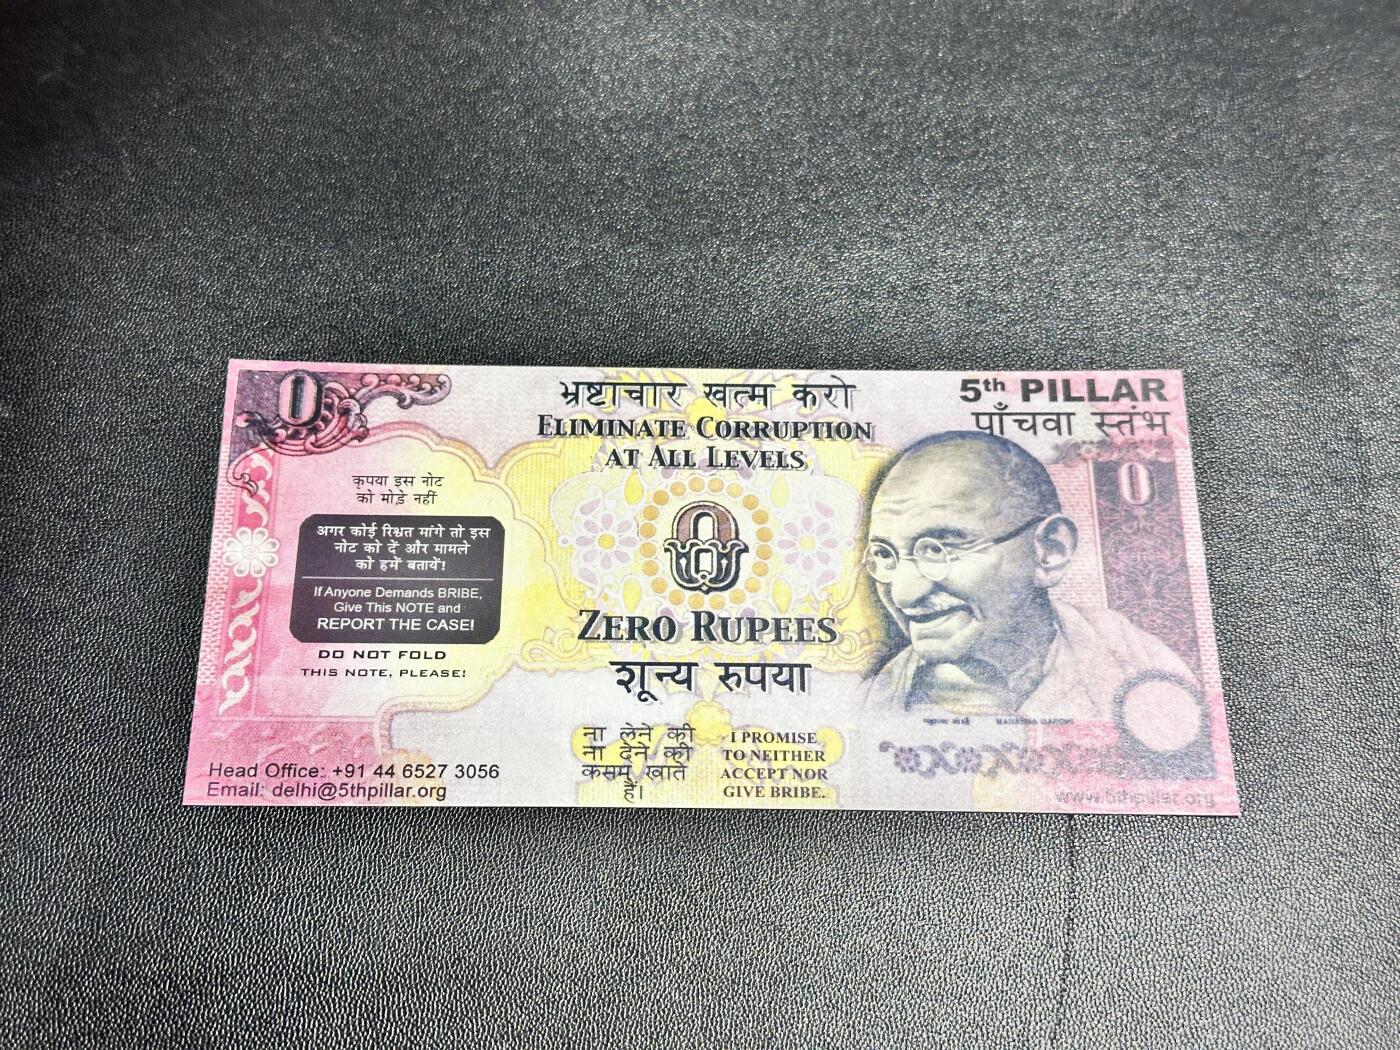 0
भ्रष्टाचार खत्म करो
ELIMINATE CORRUPTION
AT ALL LEVELS
5th PILLAR
पाँचवा स्तंभ
0
कृपया इस नोट
को मोड़े नहीं
अगर कोई रिश्वत मांगे तो इस
नोट को दें और मामले
को हमें बतायें!
If Anyone Demands BRIBE,
Give This NOTE and
REPORT THE CASE!
DO NOT FOLD
THIS NOTE, PLEASE!
0
ZERO RUPEES
शून्य रुपया
ना लेने की
ना देने की
कसम खाते
हैं।
I PROMISE
TO NEITHER
ACCEPT NOR
GIVE BRIBE.
महात्मा गांधी MAHATMA GANDHI
Head Office: +91 44 6527 3056
Email: delhi@5thpillar.org
www.5thpillar.org